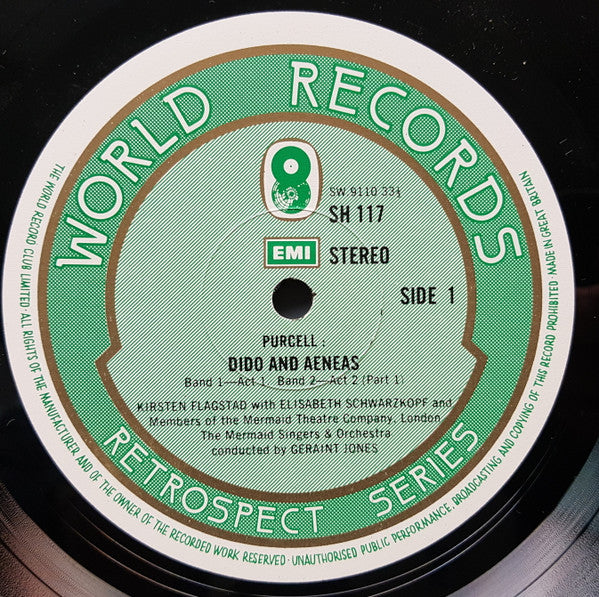 WORLD RECORDS
SW 9110 33⅓
SH 117
EMI STEREO
SIDE 1
PURCELL :
DIDO AND AENEAS
Band 1—Act 1 Band 2—Act 2 (Part 1)
KIRSTEN FLAGSTAD with ELISABETH SCHWARZKOPF and
Members of the Mermaid Theatre Company, London
The Mermaid Singers & Orchestra
conducted by GERAINT JONES
RETROSPECT SERIES
THE WORLD RECORD CLUB LIMITED · ALL RIGHTS OF THE MANUFACTURER AND OF THE OWNER OF THE RECORDED WORK RESERVED · UNAUTHORISED PUBLIC PERFORMANCE, BROADCASTING AND COPYING OF THIS RECORD PROHIBITED · MADE IN GREAT BRITAIN